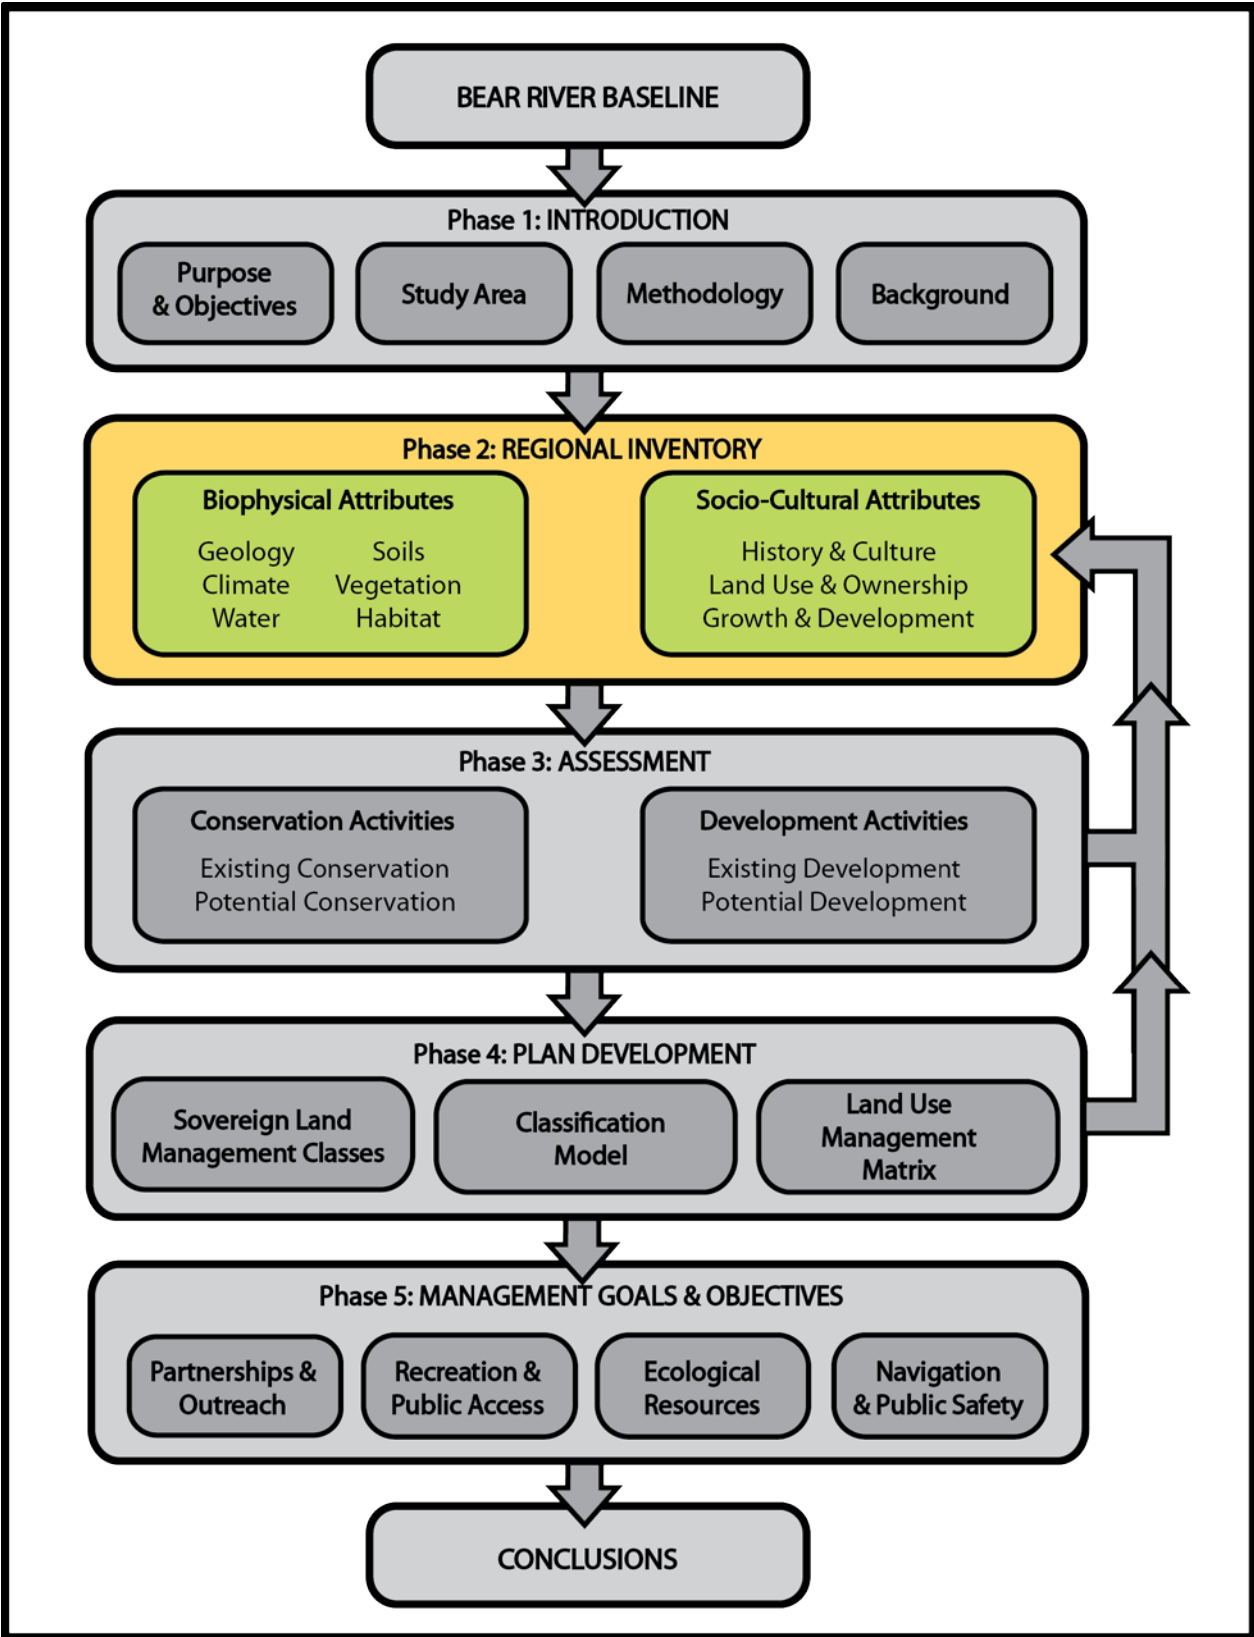 BEAR RIVER BASELINE
Phase 1: INTRODUCTION
Purpose
& Objectives
Study Area
Methodology
Background
Phase 2: REGIONAL INVENTORY
Biophysical Attributes
Geology
Soils
Climate
Vegetation
Water
Habitat
Socio-Cultural Attributes
History & Culture
Land Use & Ownership
Growth & Development
Phase 3: ASSESSMENT
Conservation Activities
Existing Conservation
Potential Conservation
Development Activities
Existing Development
Potential Development
Phase 4: PLAN DEVELOPMENT
Sovereign Land
Management Classes
Classification
Model
Land Use
Management
Matrix
Phase 5: MANAGEMENT GOALS & OBJECTIVES
Partnerships &
Outreach
Recreation &
Public Access
Ecological
Resources
Navigation
& Public Safety
CONCLUSIONS